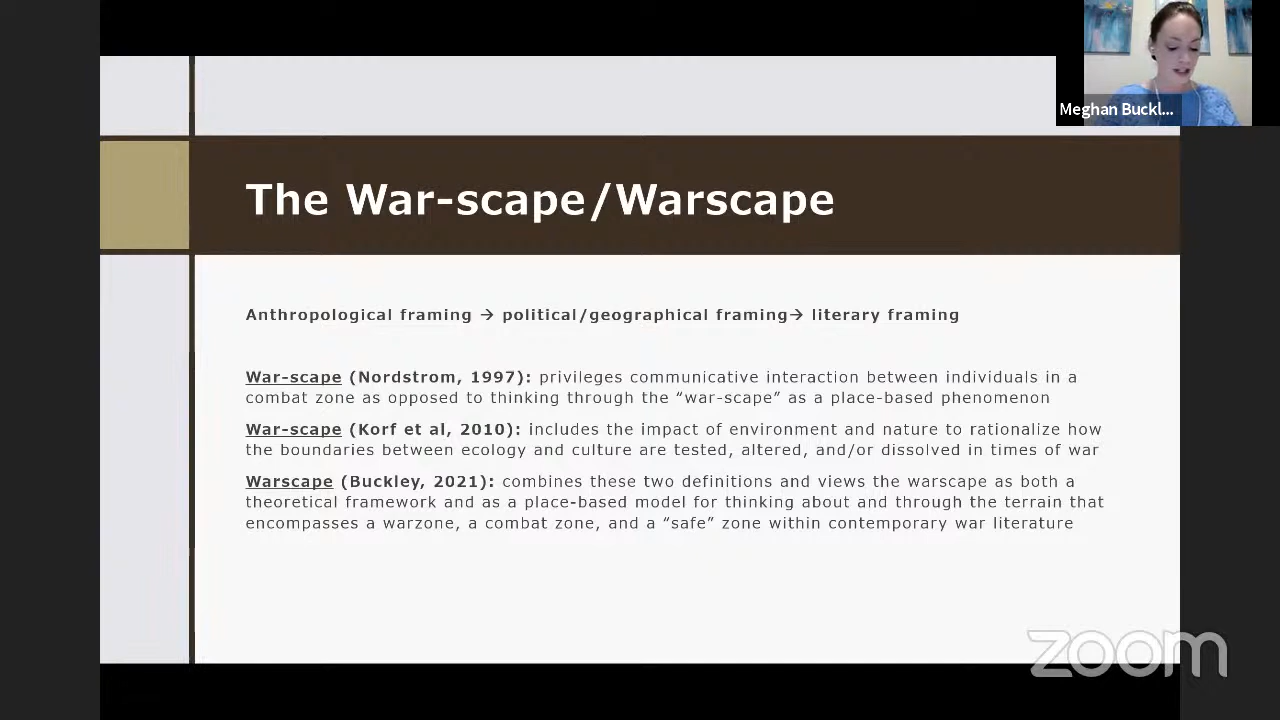 Meghan Buckl...
The War-scape/Warscape
Anthropological framing → political/geographical framing→ literary framing
War-scape (Nordstrom, 1997): privileges communicative interaction between individuals in a
combat zone as opposed to thinking through the “war-scape” as a place-based phenomenon
War-scape (Korf et al, 2010): includes the impact of environment and nature to rationalize how
the boundaries between ecology and culture are tested, altered, and/or dissolved in times of war
Warscape (Buckley, 2021): combines these two definitions and views the warscape as both a
theoretical framework and as a place-based model for thinking about and through the terrain that
encompasses a warzone, a combat zone, and a “safe” zone within contemporary war literature
zoom